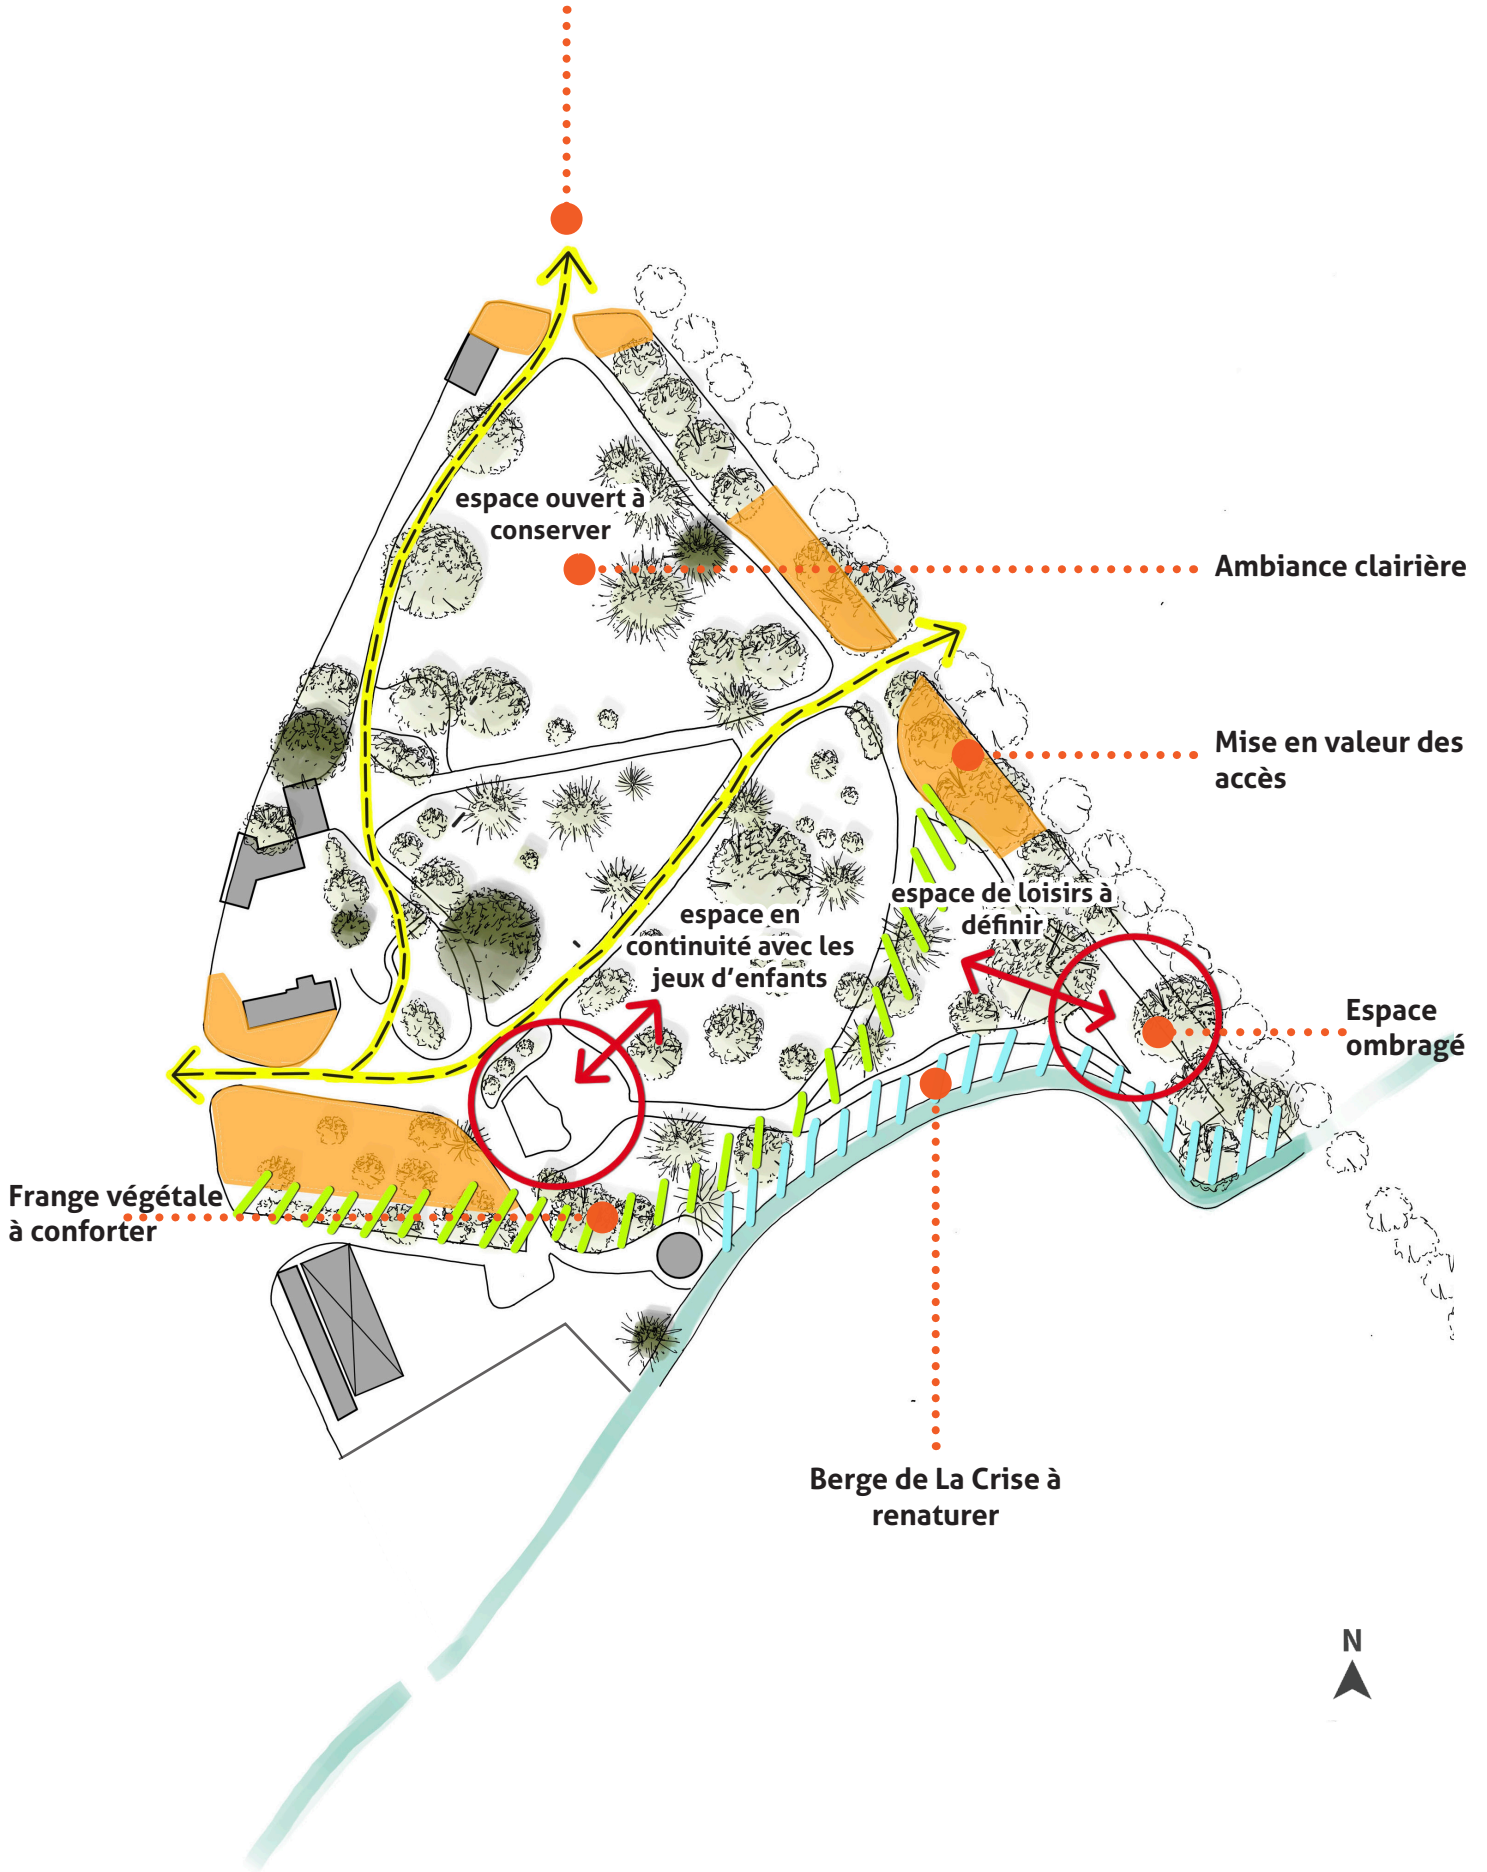 espace ouvert à
conserver
Ambiance clairière
Mise en valeur des
accès
espace de loisirs à
définir
espace en
continuité avec les
jeux d’enfants
Espace
ombragé
Frange végétale
à conforter
Berge de La Crise à
renaturer
N